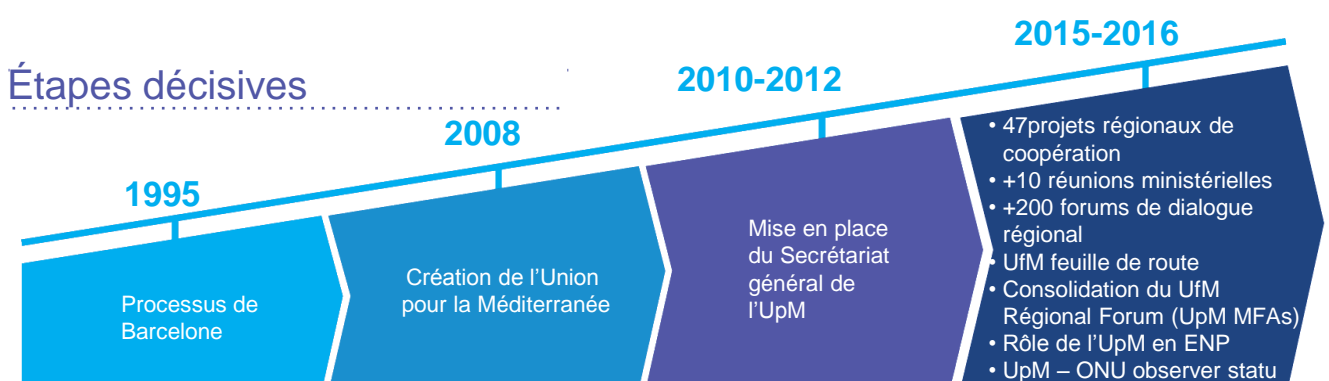 Étapes décisives
1995
Processus de
Barcelone
2008
Création de l’Union
pour la Méditerranée
2010-2012
Mise en place
du Secrétariat
général de
l’UpM
2015-2016
• 47projets régionaux de
coopération
• +10 réunions ministérielles
• +200 forums de dialogue
régional
• UfM feuille de route
• Consolidation du UfM
Régional Forum (UpM MFAs)
• Rôle de l’UpM en ENP
• UpM – ONU observer statu